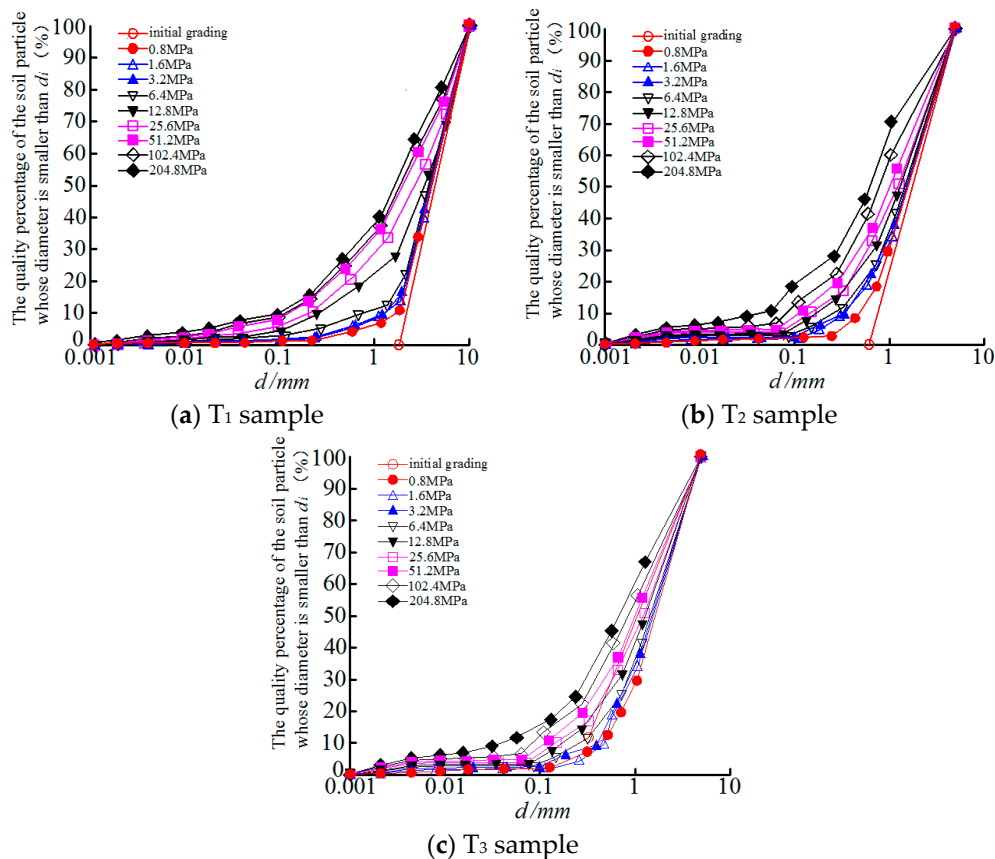 The quality percentage of the soil particle
whose diameter is smaller than di (%)
100
90
80
70
60
50
40
30
20
10
0
initial grading
0.8MPa
1.6MPa
3.2MPa
6.4MPa
12.8MPa
25.6MPa
51.2MPa
102.4MPa
204.8MPa
0.001
0.01
0.1
1
10
d/mm
(a) T1 sample
The quality percentage of the soil particle
whose diameter is smaller than di (%)
100
90
80
70
60
50
40
30
20
10
0
initial grading
0.8MPa
1.6MPa
3.2MPa
6.4MPa
12.8MPa
25.6MPa
51.2MPa
102.4MPa
204.8MPa
0.001
0.01
0.1
1
10
d/mm
(b) T2 sample
The quality percentage of the soil particle
whose diameter is smaller than di (%)
100
90
80
70
60
50
40
30
20
10
0
initial grading
0.8MPa
1.6MPa
3.2MPa
6.4MPa
12.8MPa
25.6MPa
51.2MPa
102.4MPa
204.8MPa
0.001
0.01
0.1
1
10
d/mm
(c) T3 sample